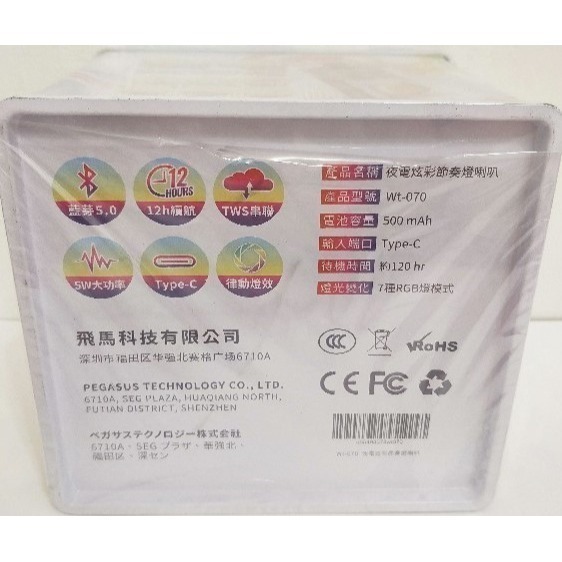 藍芽5.0
12 HOURS
12h續航
TWS串聯
5W大功率
Type-C
律動燈效
產品名稱 夜電炫彩節奏燈喇叭
產品型號 Wt-070
電池容量 500 mAh
輸入端口 Type-C
待機時間 約120 hr
燈光變化 7種RGB燈模式
飛馬科技有限公司
深圳市福田区华強北赛格广场6710A
PEGASUS TECHNOLOGY CO., LTD.
6710A, SEG PLAZA, HUAQIANG NORTH,
FUTIAN DISTRICT, SHENZHEN
ペガサステクノロジー株式会社
6710A、SEG プラザ、華強北、
福田区、深セン
CCC
RoHS
CE FC